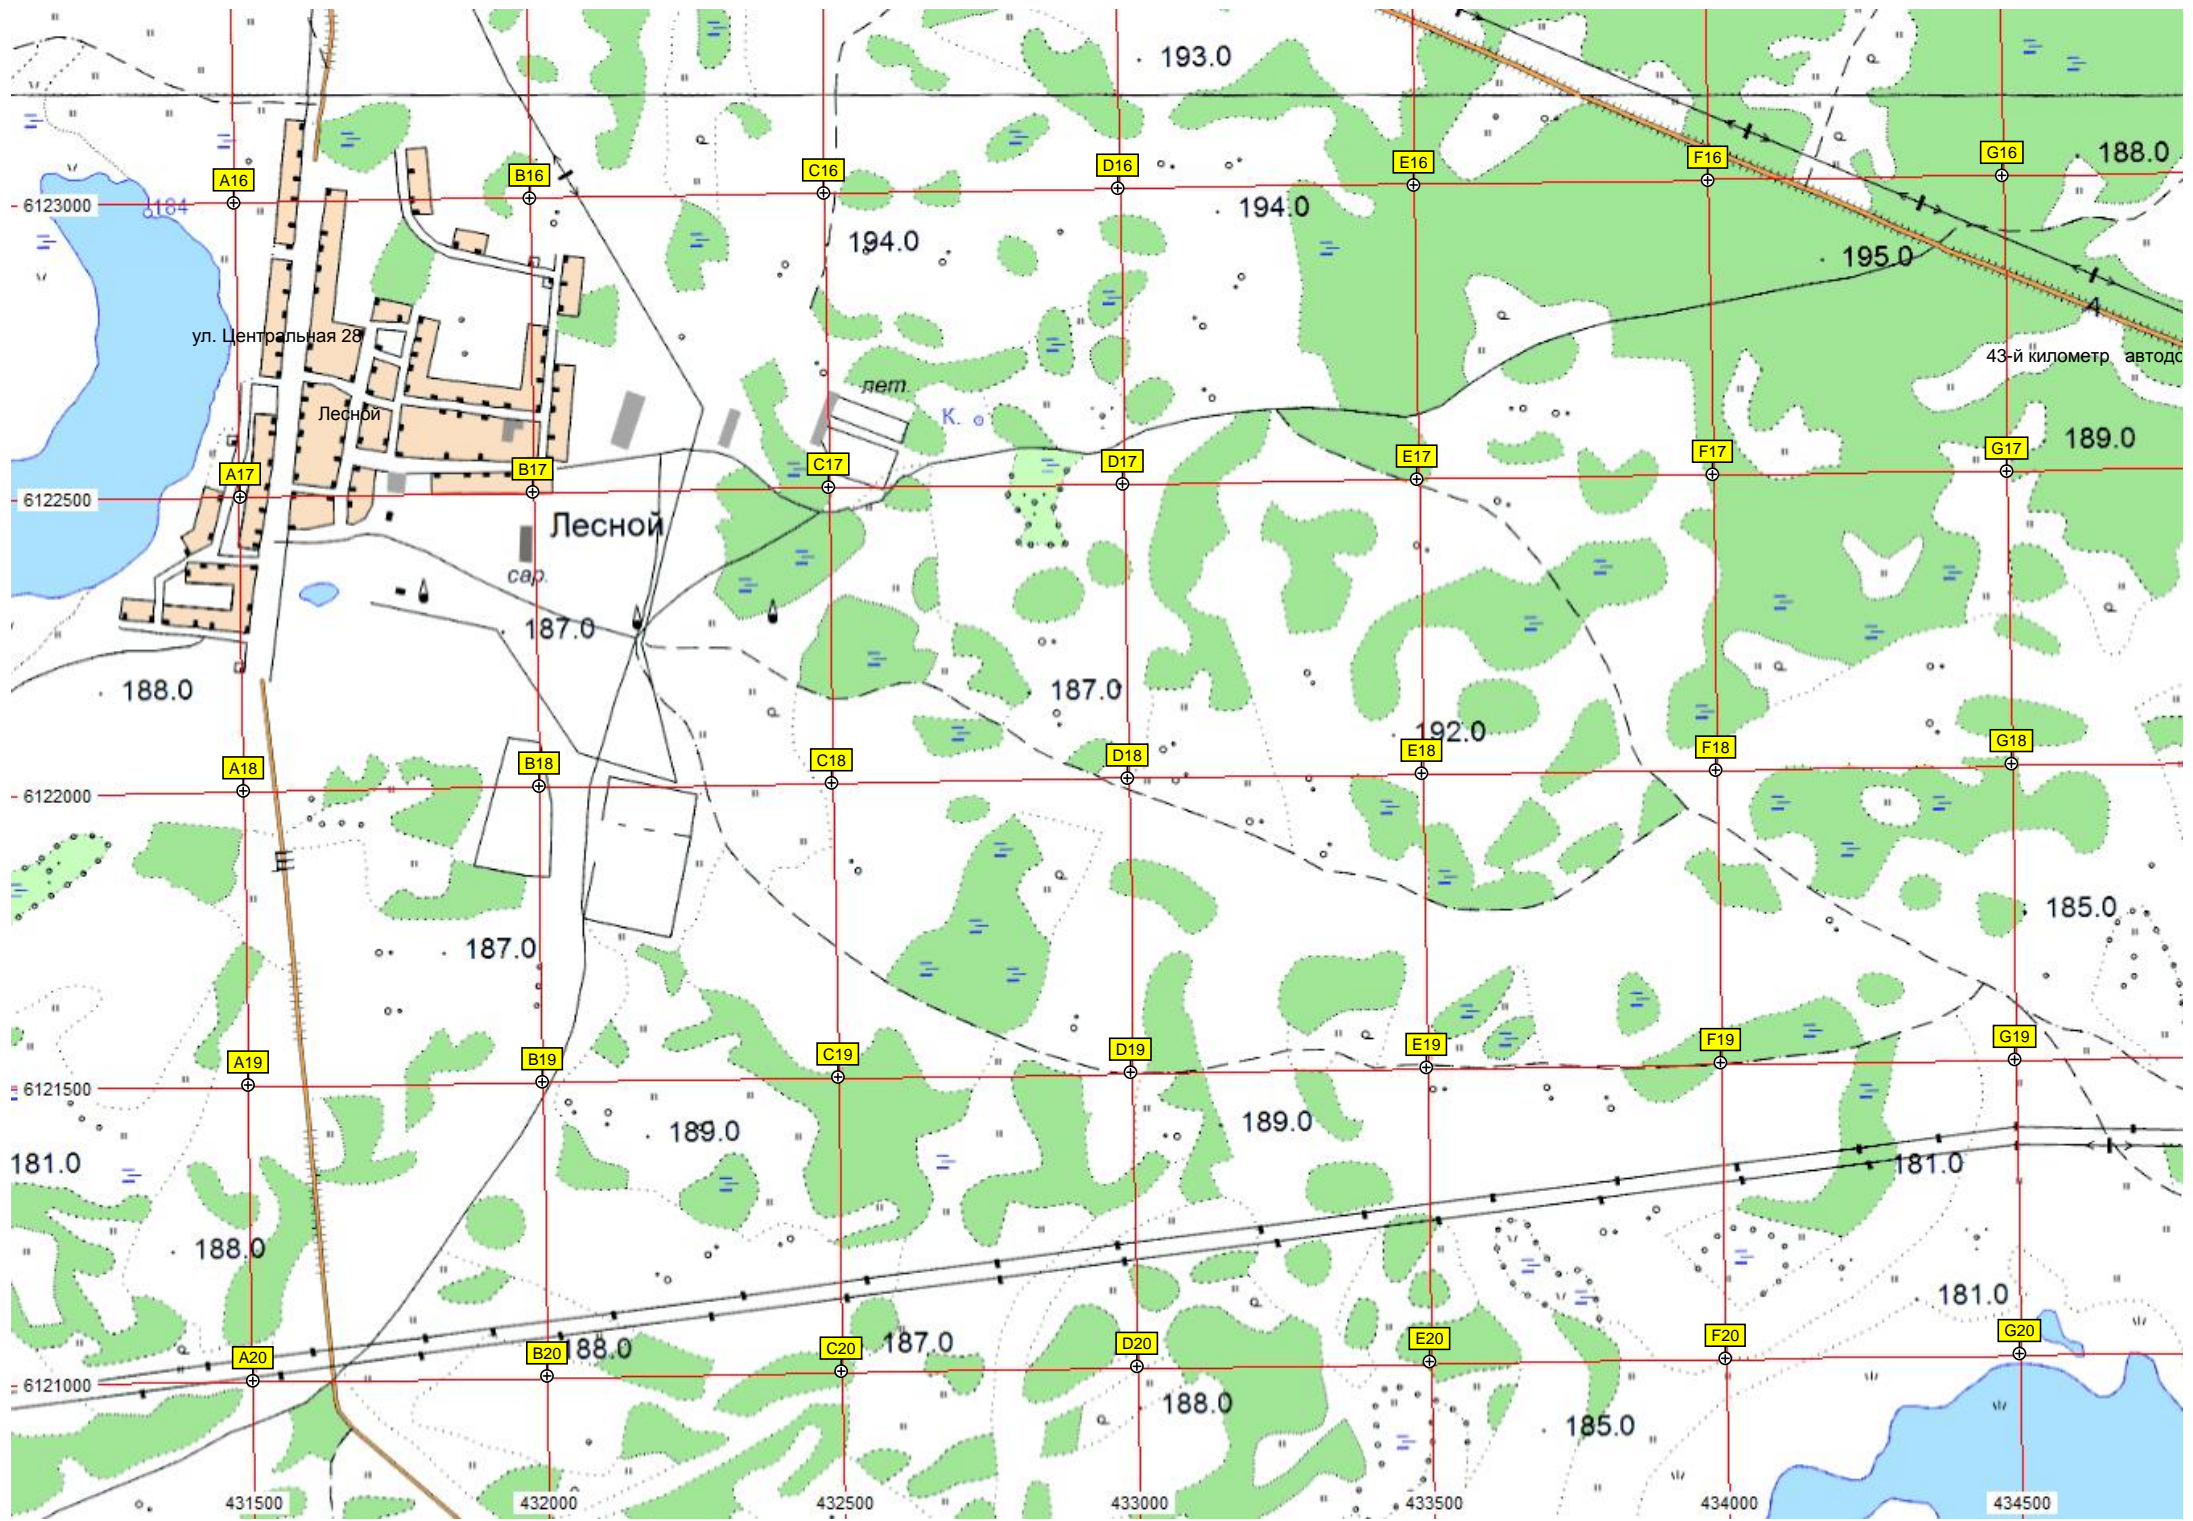 193.0
188.0
A16
B16
C16
D16
E16
F16
G16
6123000
184
194.0
194.0
195.0
ул. Центральная 28
43-й километр автодо
Лесной
лет.
К.
189.0
A17
B17
C17
D17
E17
F17
G17
6122500
Лесной
сар.
187.0
188.0
187.0
192.0
A18
B18
C18
D18
E18
F18
G18
6122000
187.0
185.0
A19
B19
C19
D19
E19
F19
G19
6121500
189.0
189.0
181.0
181.0
188.0
181.0
A20
B20
188.0
C20
187.0
D20
E20
F20
G20
6121000
188.0
185.0
431500
432000
432500
433000
433500
434000
434500